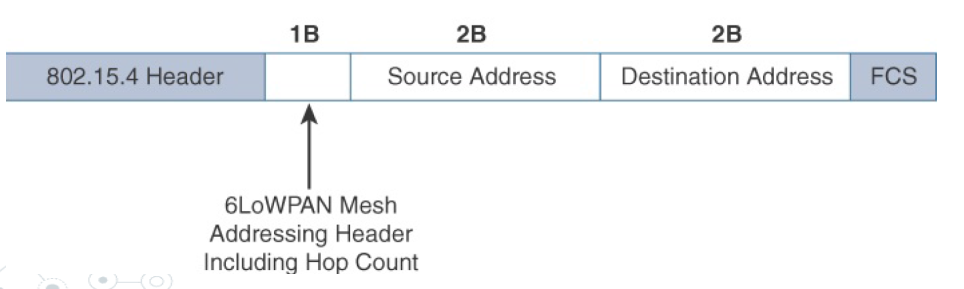 1B 2B 2B
802.15.4 Header Source Address Destination Address FCS
6LoWPAN Mesh
Addressing Header
Including Hop Count